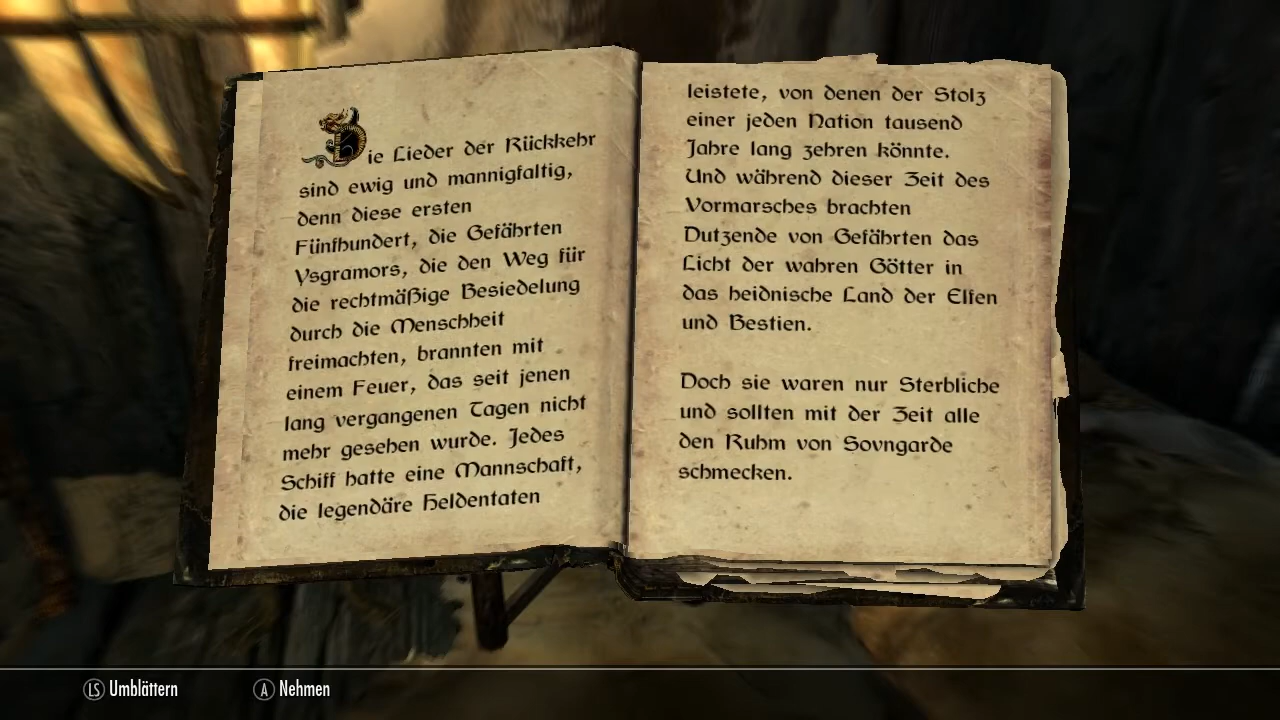 Die Lieder der Rückkehr
sind ewig und mannigfaltig,
denn diese ersten
Fünfhundert, die Gefährten
Ysgramors, die den Weg für
die rechtmäßige Besiedelung
durch die Menschheit
freimachten, brannten mit
einem Feuer, das seit jenen
lang vergangenen Tagen nicht
mehr gesehen wurde. Jedes
Schiff hatte eine Mannschaft,
die legendäre Heldentaten
leistete, von denen der Stolz
einer jeden Nation tausend
Jahre lang zehren könnte.
Und während dieser Zeit des
Vormarsches brachten
Dutzende von Gefährten das
Licht der wahren Götter in
das heidnische Land der Elfen
und Bestien.
Doch sie waren nur Sterbliche
und sollten mit der Zeit alle
den Ruhm von Sovngarde
schmecken.
LS Umblättern A Nehmen